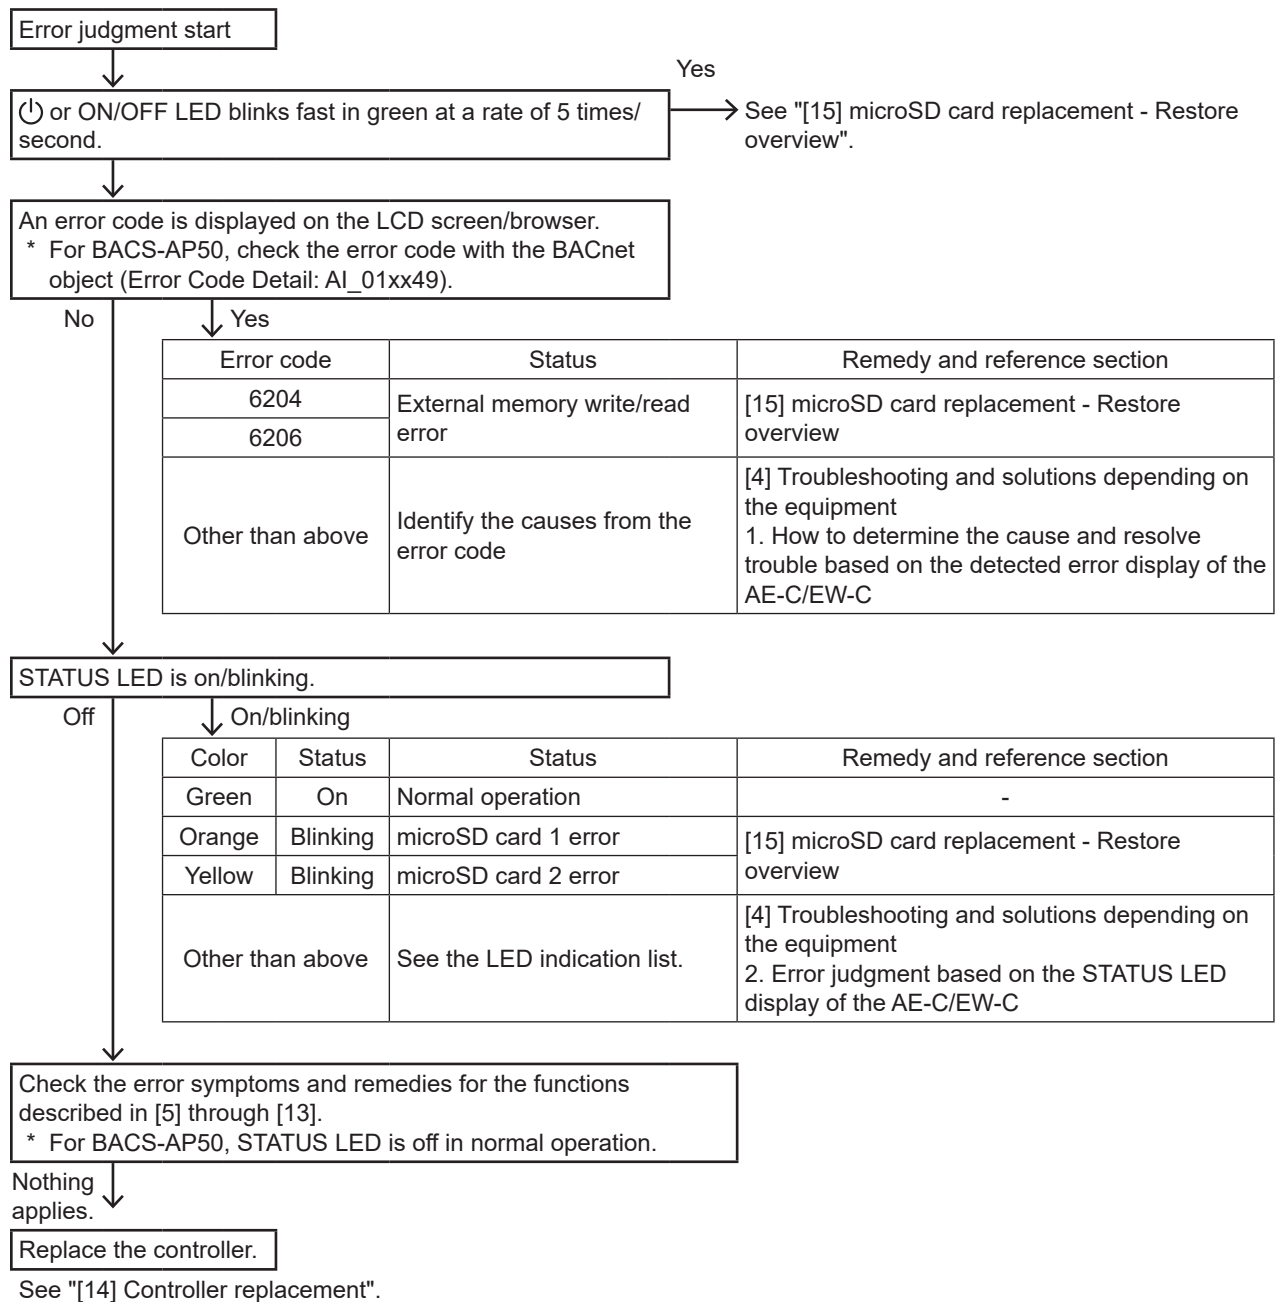 Error judgment start
Yes
⏻ or ON/OFF LED blinks fast in green at a rate of 5 times/
second.
See "[15] microSD card replacement - Restore
overview".
An error code is displayed on the LCD screen/browser.
* For BACS-AP50, check the error code with the BACnet
object (Error Code Detail: AI_01xx49).
No
Yes
Error code
Status
Remedy and reference section
6204
6206
External memory write/read
error
[15] microSD card replacement - Restore
overview
Other than above
Identify the causes from the
error code
[4] Troubleshooting and solutions depending on
the equipment
1. How to determine the cause and resolve
trouble based on the detected error display of the
AE-C/EW-C
STATUS LED is on/blinking.
Off
On/blinking
Color
Status
Status
Remedy and reference section
Green
On
Normal operation
-
Orange
Blinking
microSD card 1 error
Yellow
Blinking
microSD card 2 error
[15] microSD card replacement - Restore
overview
Other than above
See the LED indication list.
[4] Troubleshooting and solutions depending on
the equipment
2. Error judgment based on the STATUS LED
display of the AE-C/EW-C
Check the error symptoms and remedies for the functions
described in [5] through [13].
* For BACS-AP50, STATUS LED is off in normal operation.
Nothing
applies.
Replace the controller.
See "[14] Controller replacement".